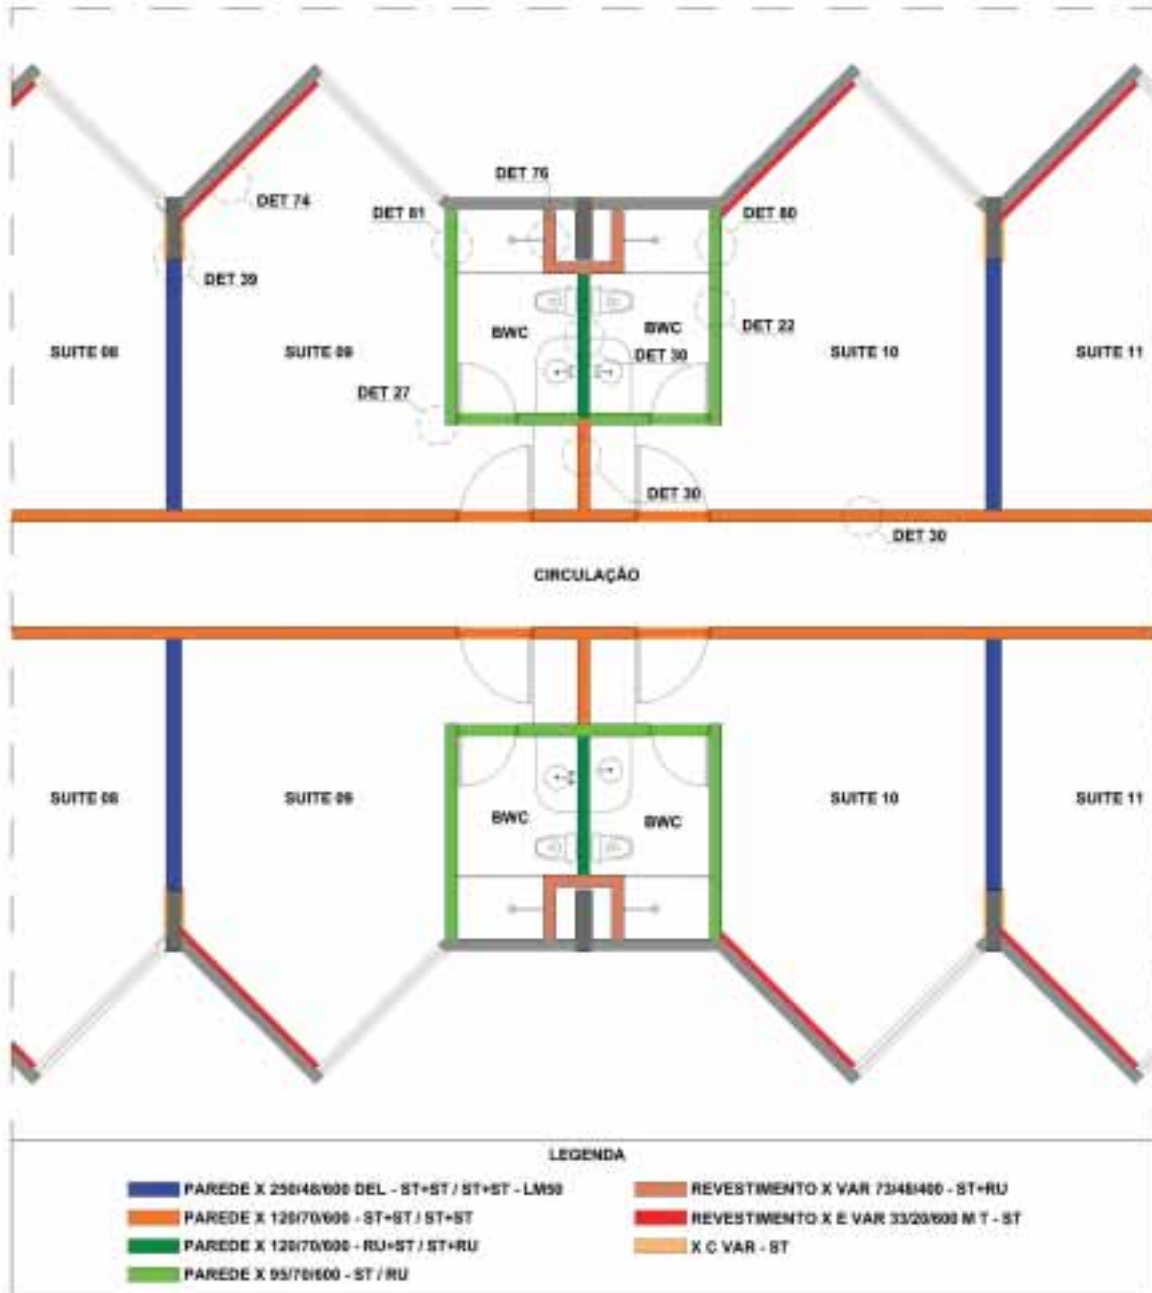 DET 76
DET 74
DET 81
DET 80
DET 39
DET 22
BWC
BWC
SUITE 08
SUITE 09
DET 30
SUITE 10
SUITE 11
DET 27
DET 30
DET 30
CIRCULAÇÃO
SUITE 08
SUITE 09
SUITE 10
SUITE 11
BWC
BWC
LEGENDA
PAREDE X 250/48/600 DEL - ST+ST / ST+ST - LM50
PAREDE X 120/70/600 - ST+ST / ST+ST
PAREDE X 120/70/600 - RU+ST / ST+RU
PAREDE X 95/70/600 - ST / RU
REVESTIMENTO X VAR 73/48/400 - ST+RU
REVESTIMENTO X E VAR 33/20/600 M T - ST
X C VAR - ST